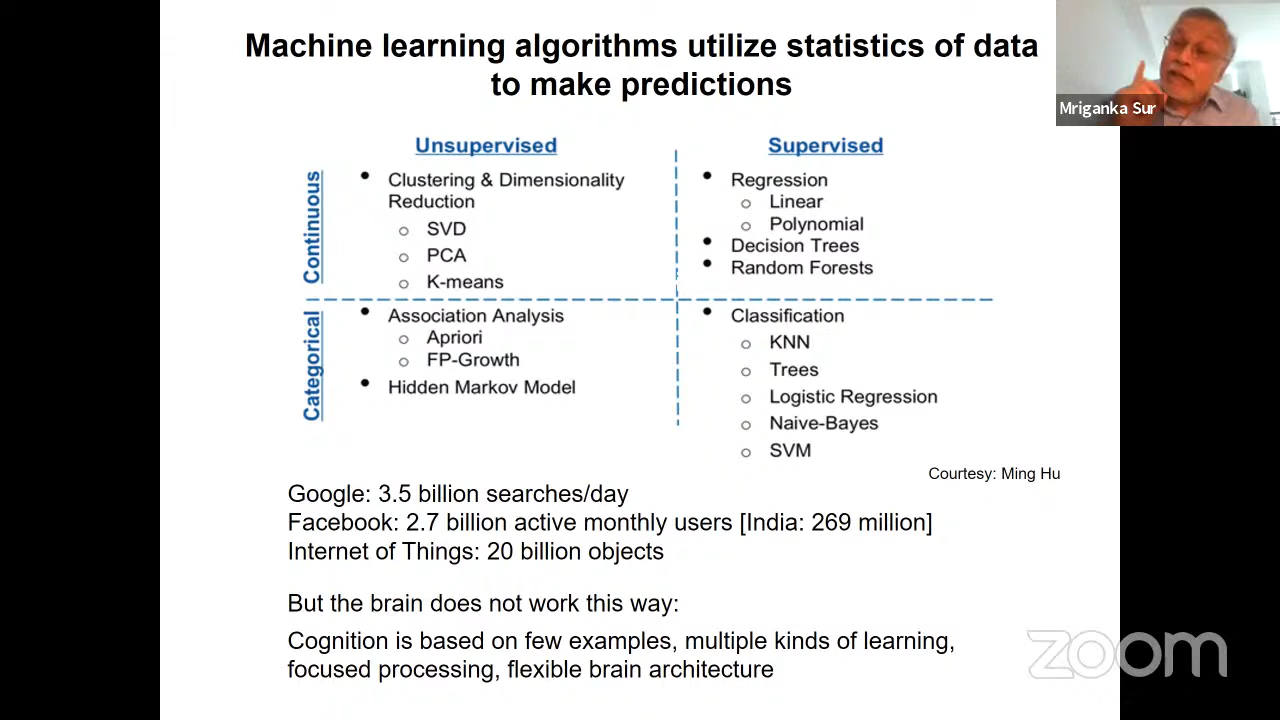 Machine learning algorithms utilize statistics of data
to make predictions
Mriganka Sur
Unsupervised
Supervised
Continuous
• Clustering & Dimensionality
Reduction
o SVD
o PCA
o K-means
• Regression
o Linear
o Polynomial
• Decision Trees
• Random Forests
Categorical
• Association Analysis
o Apriori
o FP-Growth
• Hidden Markov Model
• Classification
o KNN
o Trees
o Logistic Regression
o Naive-Bayes
o SVM
Courtesy: Ming Hu
Google: 3.5 billion searches/day
Facebook: 2.7 billion active monthly users [India: 269 million]
Internet of Things: 20 billion objects
But the brain does not work this way:
Cognition is based on few examples, multiple kinds of learning,
focused processing, flexible brain architecture
zoom